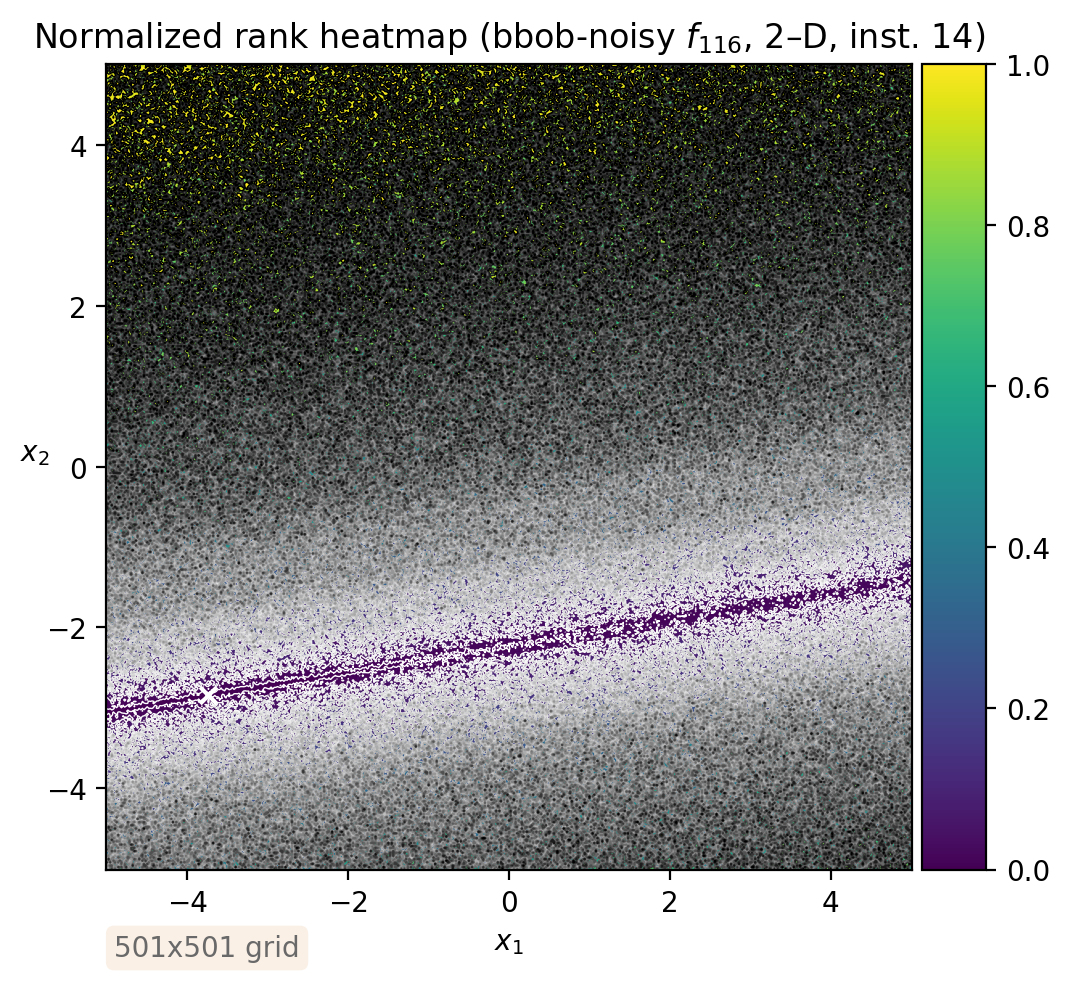 Normalized rank heatmap (bbob-noisy f₁₁₆, 2–D, inst. 14)
1.0
0.8
0.6
0.4
0.2
0.0
4
2
0
−2
−4
x₂
−4 −2 0 2 4
x₁
501x501 grid